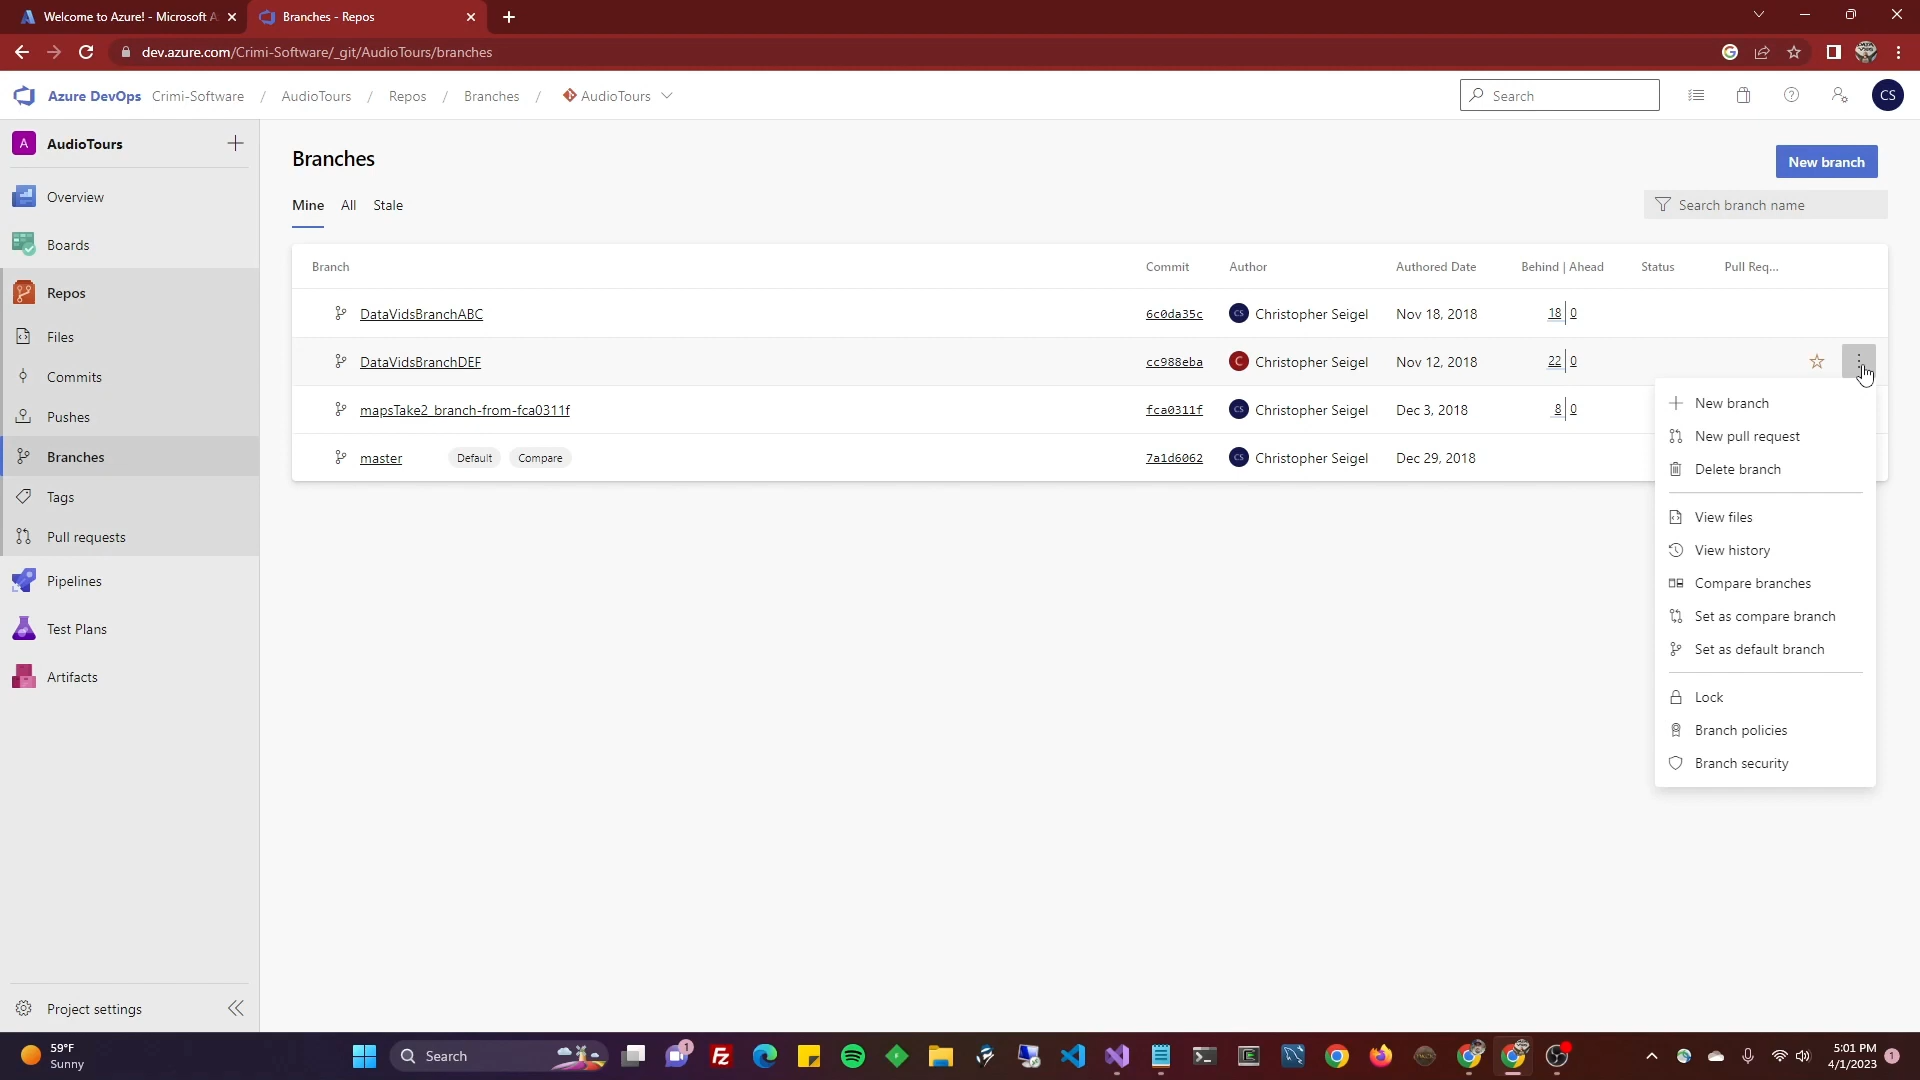 Welcome to Azure! - Microsoft A
Branches - Repos
dev.azure.com/Crimi-Software/_git/AudioTours/branches
Azure DevOps Crimi-Software / AudioTours / Repos / Branches / AudioTours
Search
CS
A AudioTours
Overview
Boards
Repos
Files
Commits
Pushes
Branches
Tags
Pull requests
Pipelines
Test Plans
Artifacts
Project settings
Branches
New branch
Mine All Stale
Search branch name
Branch Commit Author Authored Date Behind | Ahead Status Pull Req...
DataVidsBranchABC 6c0da35c CS Christopher Seigel Nov 18, 2018 18 0
DataVidsBranchDEF cc988eba C Christopher Seigel Nov 12, 2018 22 0
mapsTake2_branch-from-fca0311f fca0311f CS Christopher Seigel Dec 3, 2018 8 0
master Default Compare 7a1d6062 CS Christopher Seigel Dec 29, 2018
New branch
New pull request
Delete branch
View files
View history
Compare branches
Set as compare branch
Set as default branch
Lock
Branch policies
Branch security
59°F
Sunny
Search
1
5:01 PM
4/1/2023
1